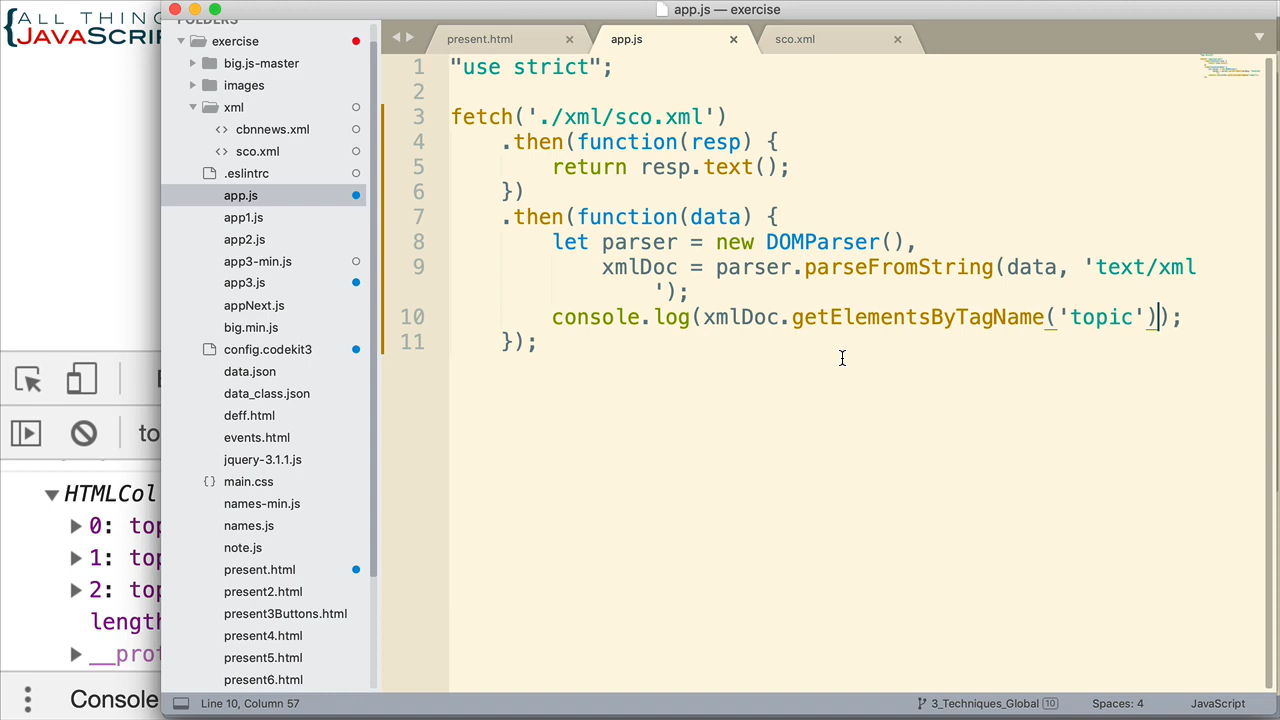 app.js — exercise
{ALL THIN
JAVASCRI
FOLDERS
exercise
big.js-master
images
xml
cbnnews.xml
sco.xml
.eslintrc
app.js
app1.js
app2.js
app3-min.js
app3.js
appNext.js
big.min.js
config.codekit3
data.json
data_class.json
deff.html
events.html
jquery-3.1.1.js
main.css
names-min.js
names.js
note.js
present.html
present2.html
present3Buttons.html
present4.html
present5.html
present6.html
present.html
app.js
sco.xml
1 "use strict";
2
3 fetch('./xml/sco.xml')
4 .then(function(resp) {
5 return resp.text();
6 })
7 .then(function(data) {
8 let parser = new DOMParser(),
9 xmlDoc = parser.parseFromString(data, 'text/xml
');
10 console.log(xmlDoc.getElementsByTagName('topic'));
11 });
to
HTMLCol
0: top
1: top
2: top
length
__prot
Console
Line 10, Column 57
3_Techniques_Global 10
Spaces: 4
JavaScript